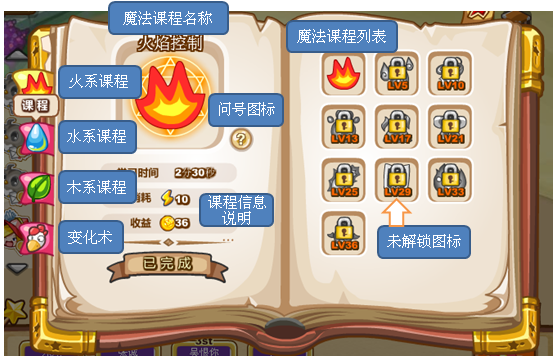 魔法课程名称
火焰控制
魔法课程列表
火系课程
课程
问号图标
?
水系课程
木系课程
变化术
时间 2分30秒
消耗 10
收益 36
课程信息
说明
已完成
LV5
LV10
LV13
LV17
LV21
LV25
LV29
LV33
LV36
未解锁图标
3st